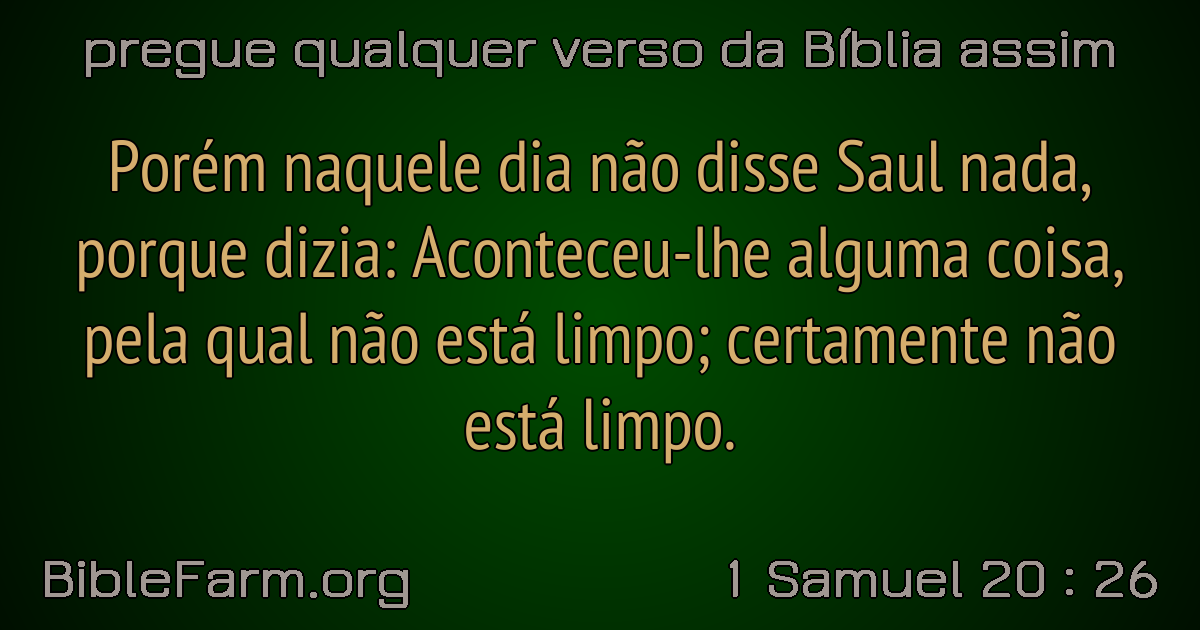 pregue qualquer verso da Bíblia assim
Porém naquele dia não disse Saul nada,
porque dizia: Aconteceu-lhe alguma coisa,
pela qual não está limpo; certamente não
está limpo.
BibleFarm.org
1 Samuel 20 : 26